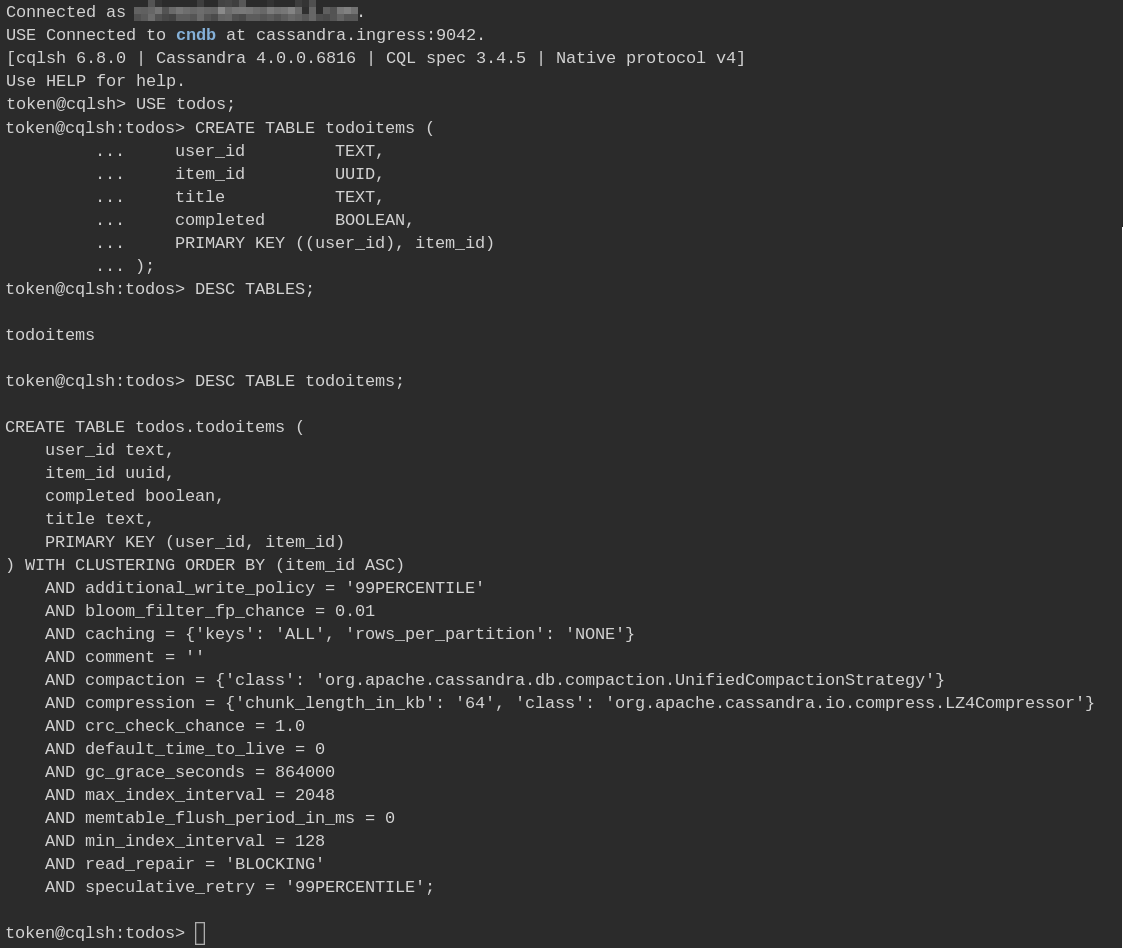 Connected as .
USE Connected to cndb at cassandra.ingress:9042.
[cqlsh 6.8.0 | Cassandra 4.0.0.6816 | CQL spec 3.4.5 | Native protocol v4]
Use HELP for help.
token@cqlsh> USE todos;
token@cqlsh:todos> CREATE TABLE todoitems (
         ...     user_id         TEXT,
         ...     item_id         UUID,
         ...     title           TEXT,
         ...     completed       BOOLEAN,
         ...     PRIMARY KEY ((user_id), item_id)
         ... );
token@cqlsh:todos> DESC TABLES;

todoitems

token@cqlsh:todos> DESC TABLE todoitems;

CREATE TABLE todos.todoitems (
    user_id text,
    item_id uuid,
    completed boolean,
    title text,
    PRIMARY KEY (user_id, item_id)
) WITH CLUSTERING ORDER BY (item_id ASC)
    AND additional_write_policy = '99PERCENTILE'
    AND bloom_filter_fp_chance = 0.01
    AND caching = {'keys': 'ALL', 'rows_per_partition': 'NONE'}
    AND comment = ''
    AND compaction = {'class': 'org.apache.cassandra.db.compaction.UnifiedCompactionStrategy'}
    AND compression = {'chunk_length_in_kb': '64', 'class': 'org.apache.cassandra.io.compress.LZ4Compressor'}
    AND crc_check_chance = 1.0
    AND default_time_to_live = 0
    AND gc_grace_seconds = 864000
    AND max_index_interval = 2048
    AND memtable_flush_period_in_ms = 0
    AND min_index_interval = 128
    AND read_repair = 'BLOCKING'
    AND speculative_retry = '99PERCENTILE';

token@cqlsh:todos>